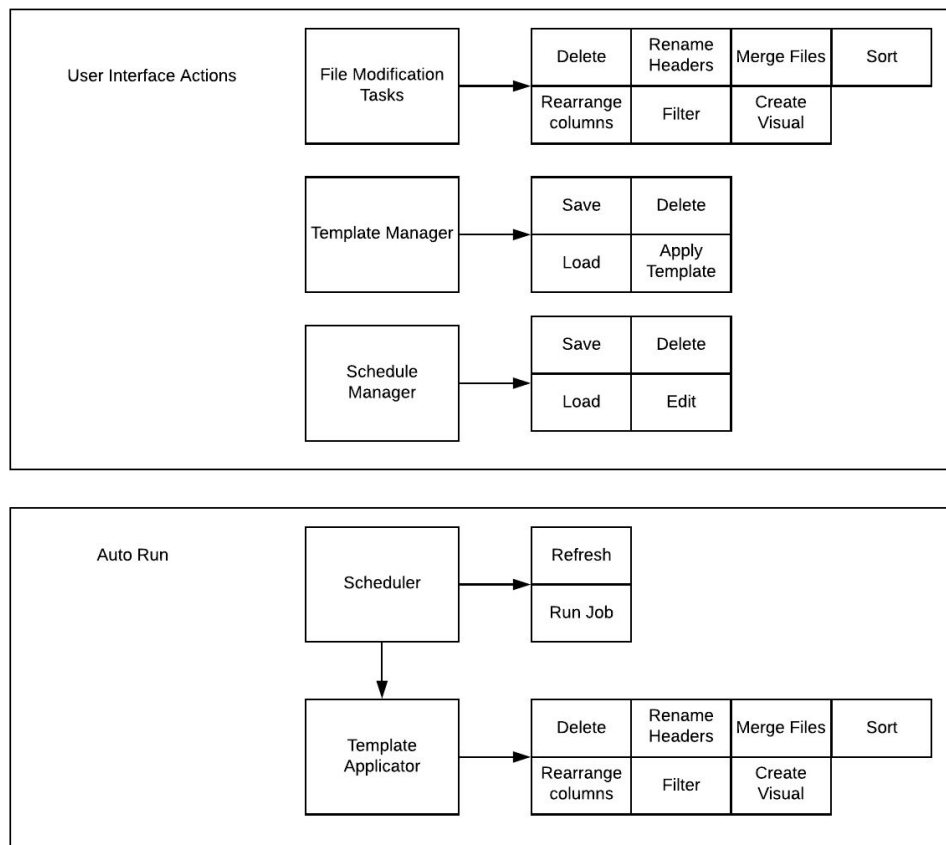 User Interface Actions
File Modification
Tasks
Delete
Rename
Headers
Merge Files
Sort
Rearrange
columns
Filter
Create
Visual
Template Manager
Save
Delete
Load
Apply
Template
Schedule
Manager
Save
Delete
Load
Edit
Auto Run
Scheduler
Refresh
Run Job
Template
Applicator
Delete
Rename
Headers
Merge Files
Sort
Rearrange
columns
Filter
Create
Visual